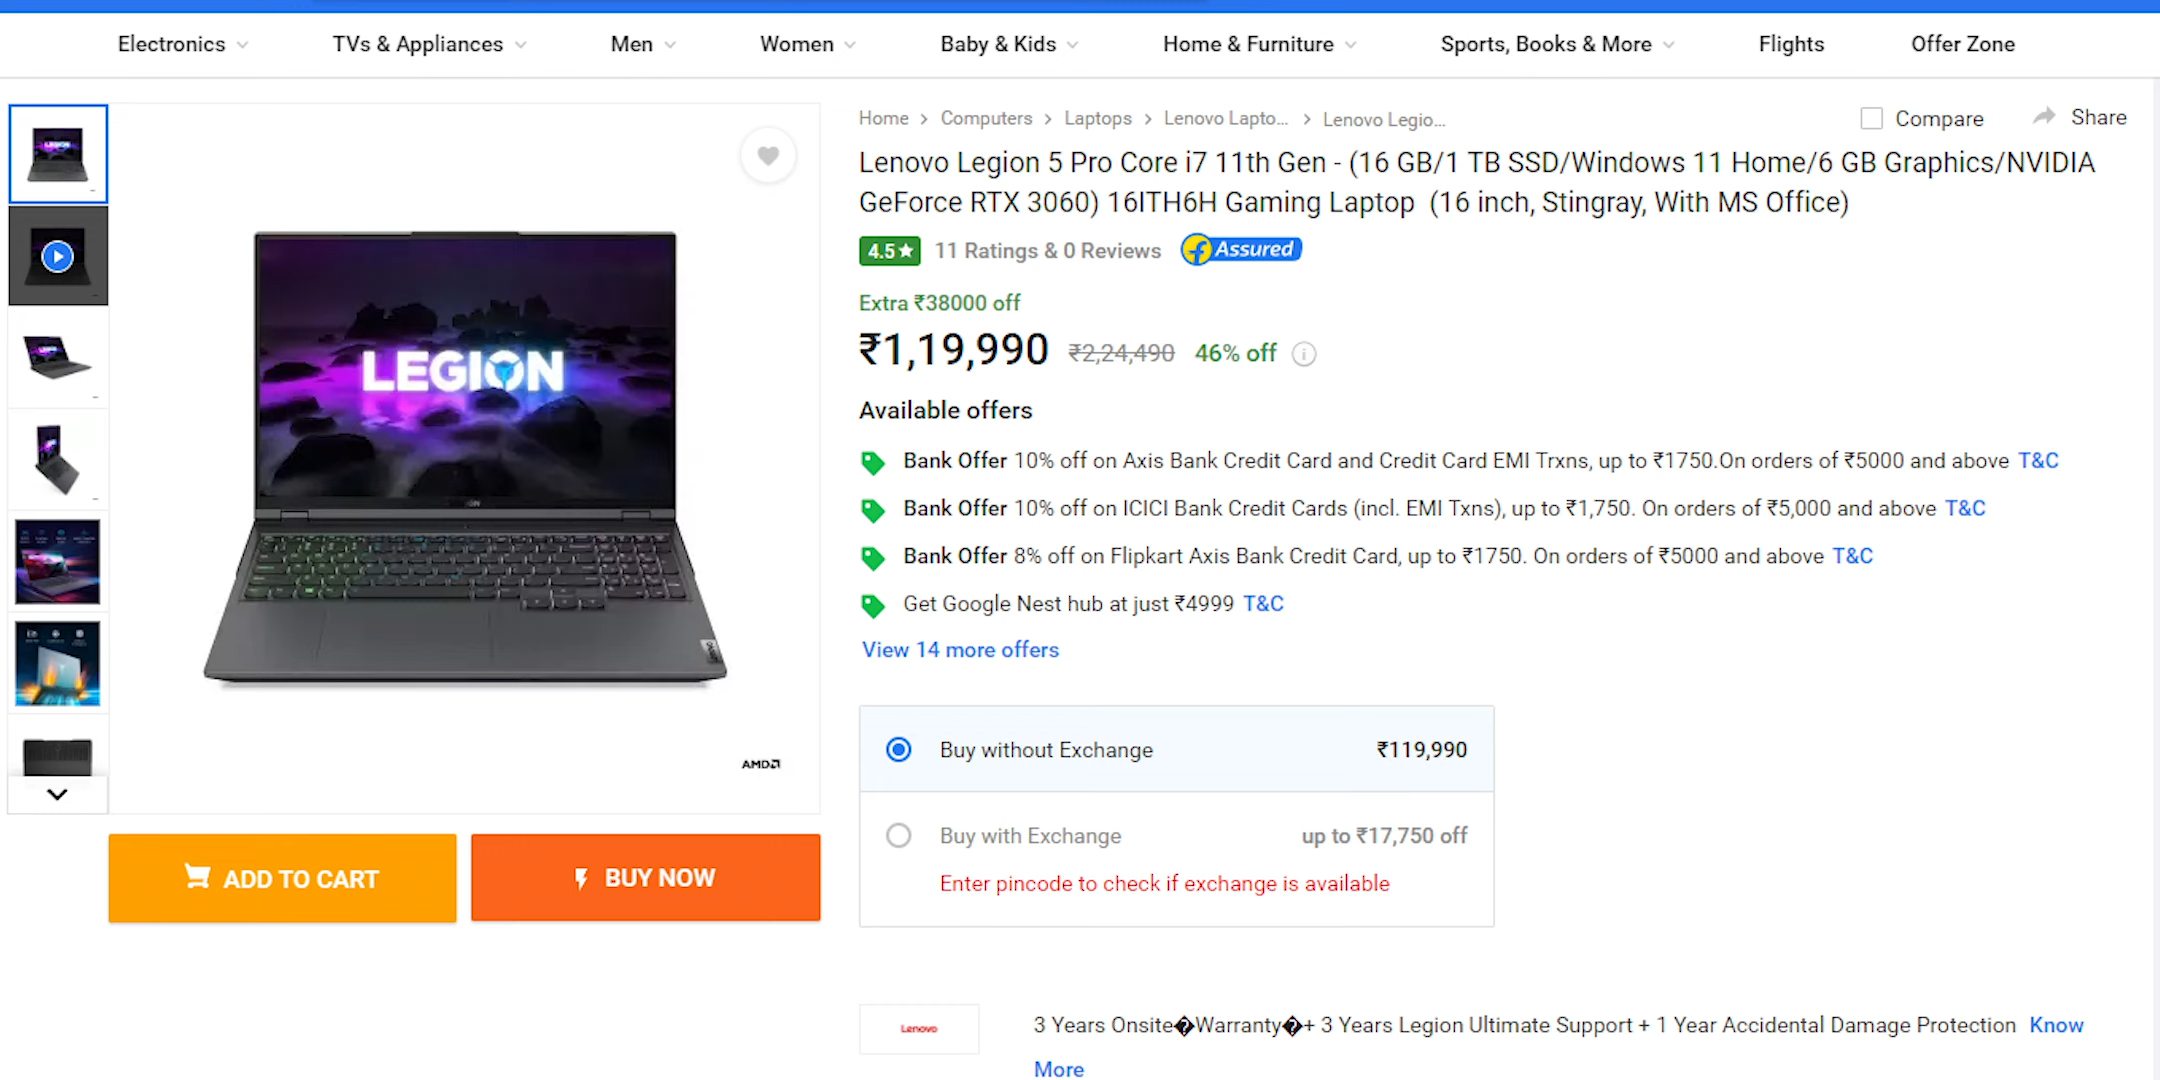 Electronics
TVs & Appliances
Men
Women
Baby & Kids
Home & Furniture
Sports, Books & More
Flights
Offer Zone
Home
Computers
Laptops
Lenovo Lapto...
Lenovo Legio...
Compare
Share
Lenovo Legion 5 Pro Core i7 11th Gen - (16 GB/1 TB SSD/Windows 11 Home/6 GB Graphics/NVIDIA
GeForce RTX 3060) 16ITH6H Gaming Laptop (16 inch, Stingray, With MS Office)
4.5★ 11 Ratings & 0 Reviews Assured
Extra ₹38000 off
₹1,19,990 ₹2,24,490 46% off
Available offers
Bank Offer 10% off on Axis Bank Credit Card and Credit Card EMI Trxns, up to ₹1750.On orders of ₹5000 and above T&C
Bank Offer 10% off on ICICI Bank Credit Cards (incl. EMI Txns), up to ₹1,750. On orders of ₹5,000 and above T&C
Bank Offer 8% off on Flipkart Axis Bank Credit Card, up to ₹1750. On orders of ₹5000 and above T&C
Get Google Nest hub at just ₹4999 T&C
View 14 more offers
Buy without Exchange ₹119,990
Buy with Exchange up to ₹17,750 off
Enter pincode to check if exchange is available
LEGION
AMD
ADD TO CART
BUY NOW
Lenovo
3 Years Onsite�Warranty�+ 3 Years Legion Ultimate Support + 1 Year Accidental Damage Protection Know
More